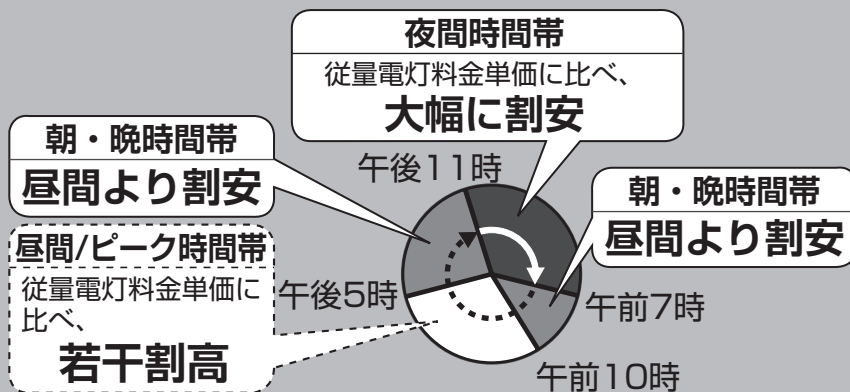 夜間時間帯
従量電灯料金単価に比べ、
大幅に割安
朝・晩時間帯
昼間より割安
午後11時
朝・晩時間帯
昼間より割安
昼間/ピーク時間帯
従量電灯料金単価に
比べ、
若干割高
午後5時
午前7時
午前10時